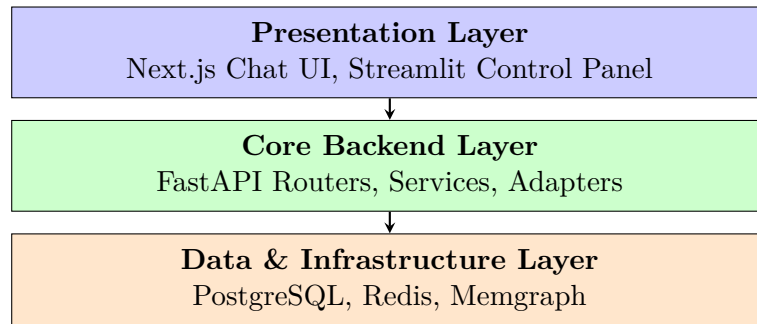 Presentation Layer
Next.js Chat UI, Streamlit Control Panel
Core Backend Layer
FastAPI Routers, Services, Adapters
Data & Infrastructure Layer
PostgreSQL, Redis, Memgraph